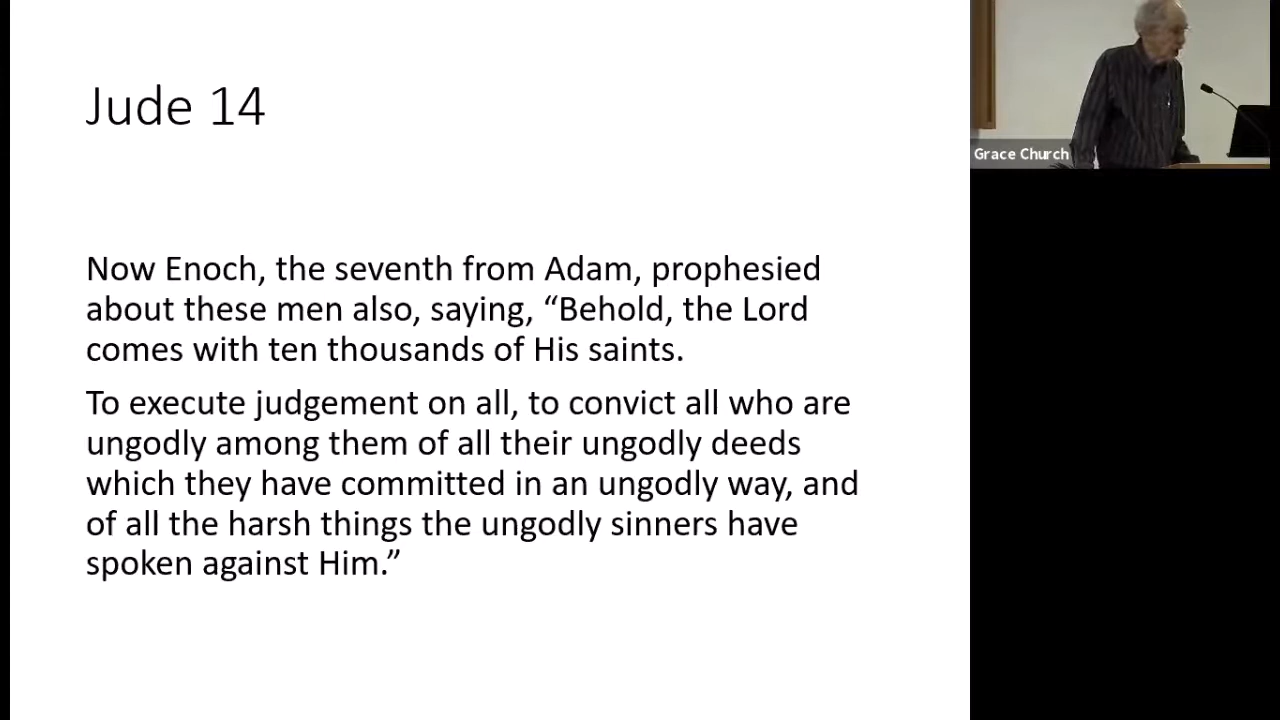 Jude 14
Now Enoch, the seventh from Adam, prophesied
about these men also, saying, “Behold, the Lord
comes with ten thousands of His saints.
To execute judgement on all, to convict all who are
ungodly among them of all their ungodly deeds
which they have committed in an ungodly way, and
of all the harsh things the ungodly sinners have
spoken against Him.”
Grace Church